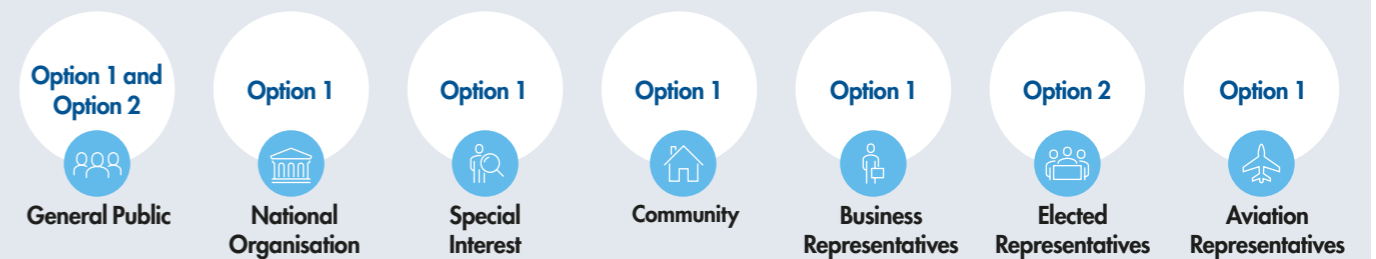 Option 1 and
Option 2
Option 1
Option 1
Option 1
Option 1
Option 2
Option 1
General Public
National
Organisation
Special
Interest
Community
Business
Representatives
Elected
Representatives
Aviation
Representatives